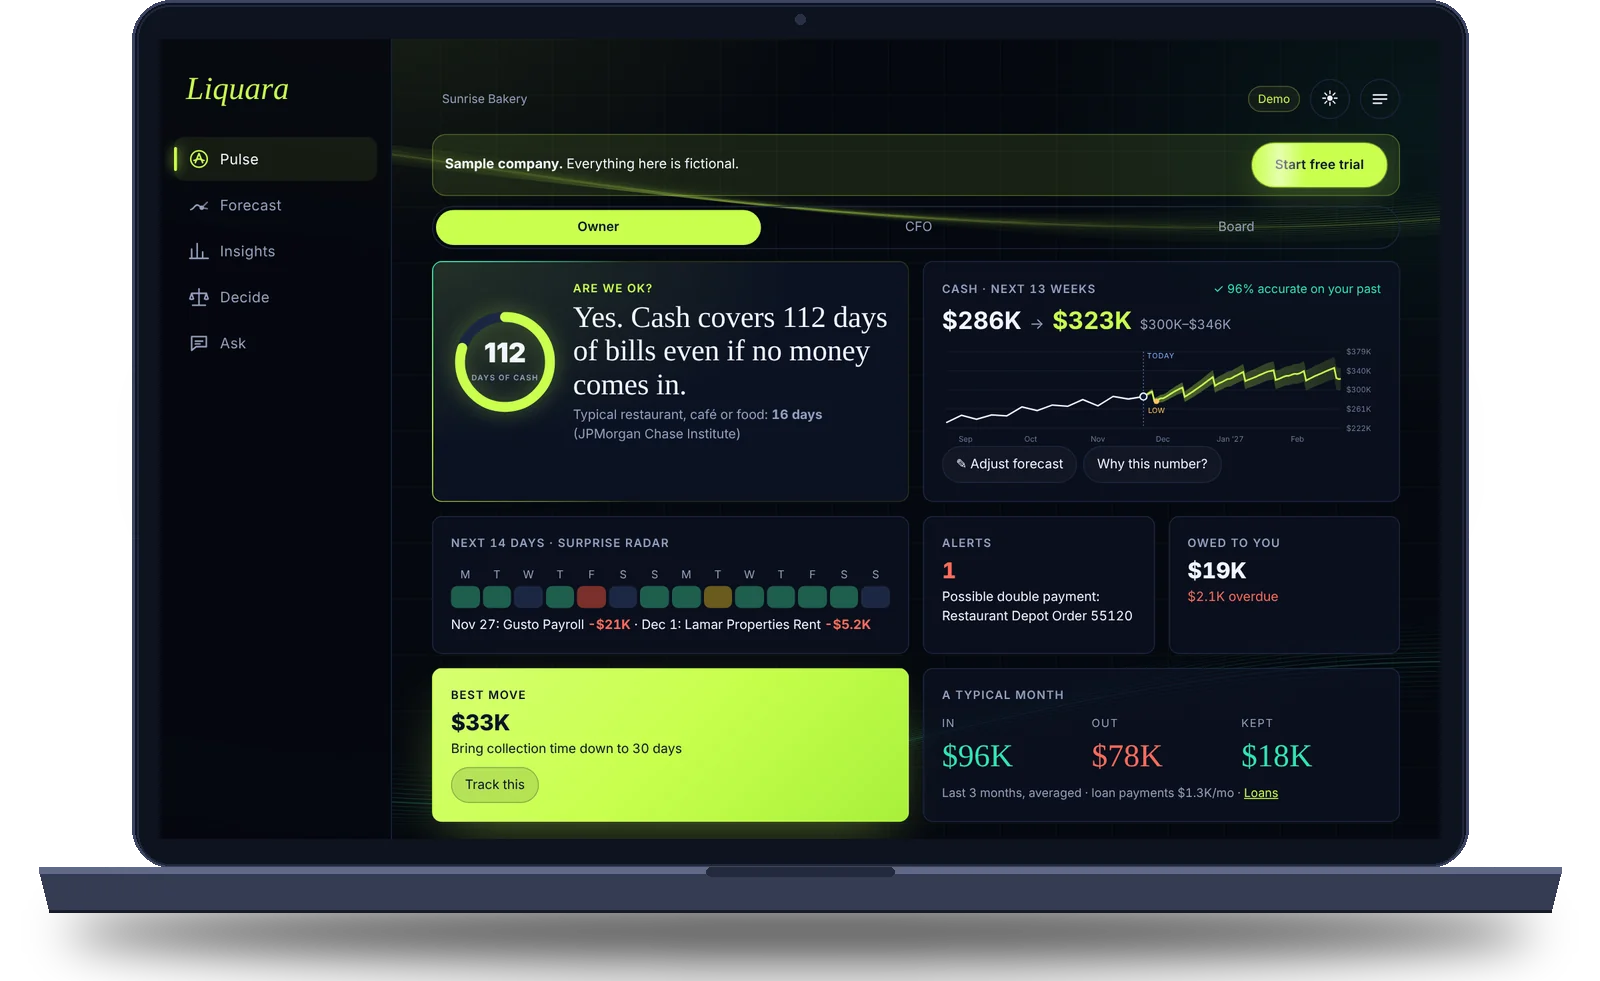 Liquara
Pulse
Forecast
Insights
Decide
Ask
Sunrise Bakery
Demo
Sample company. Everything here is fictional.
Start free trial
Owner
CFO
Board
112
DAYS OF CASH
ARE WE OK?
Yes. Cash covers 112 days
of bills even if no money
comes in.
Typical restaurant, café or food: 16 days
(JPMorgan Chase Institute)
CASH · NEXT 13 WEEKS
✓ 96% accurate on your past
$286K → $323K $300K–$346K
TODAY
LOW
$379K
$340K
$300K
$261K
$222K
Sep Oct Nov Dec Jan '27 Feb
✎ Adjust forecast
Why this number?
NEXT 14 DAYS · SURPRISE RADAR
M T W T F S S M T W T F S S
Nov 27: Gusto Payroll -$21K · Dec 1: Lamar Properties Rent -$5.2K
ALERTS
1
Possible double payment:
Restaurant Depot Order 55120
OWED TO YOU
$19K
$2.1K overdue
BEST MOVE
$33K
Bring collection time down to 30 days
Track this
A TYPICAL MONTH
IN OUT KEPT
$96K $78K $18K
Last 3 months, averaged · loan payments $1.3K/mo · Loans